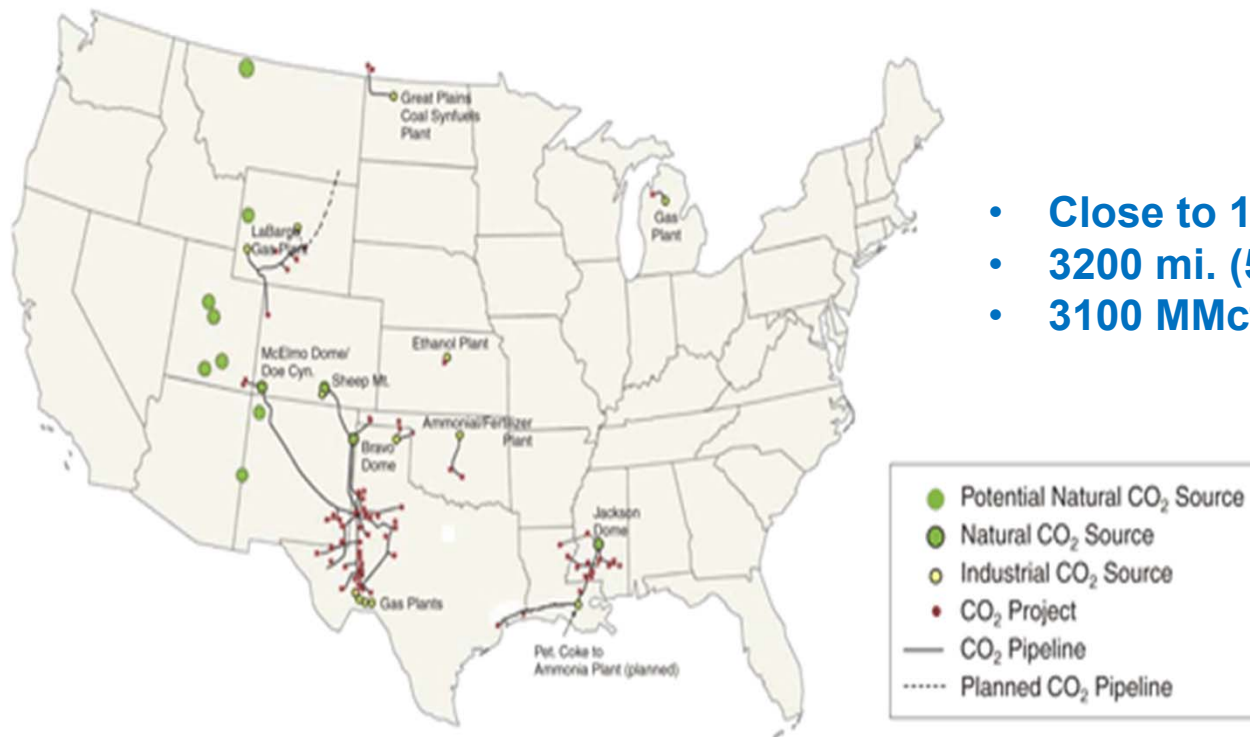 Great Plains
Coal Synfuels
Plant
LaBarge
Gas Plant
Gas
Plant
• Close to 1
• 3200 mi. (5
• 3100 MMc
Ethanol Plant
McElmo Dome/
Doe Cyn.
Sheep Mt.
Ammonial/Fertilizer
Plant
Bravo
Dome
Jackson
Dome
Gas Plants
Pet. Coke to
Ammonia Plant (planned)
Potential Natural CO₂ Source
Natural CO₂ Source
Industrial CO₂ Source
CO₂ Project
CO₂ Pipeline
Planned CO₂ Pipeline